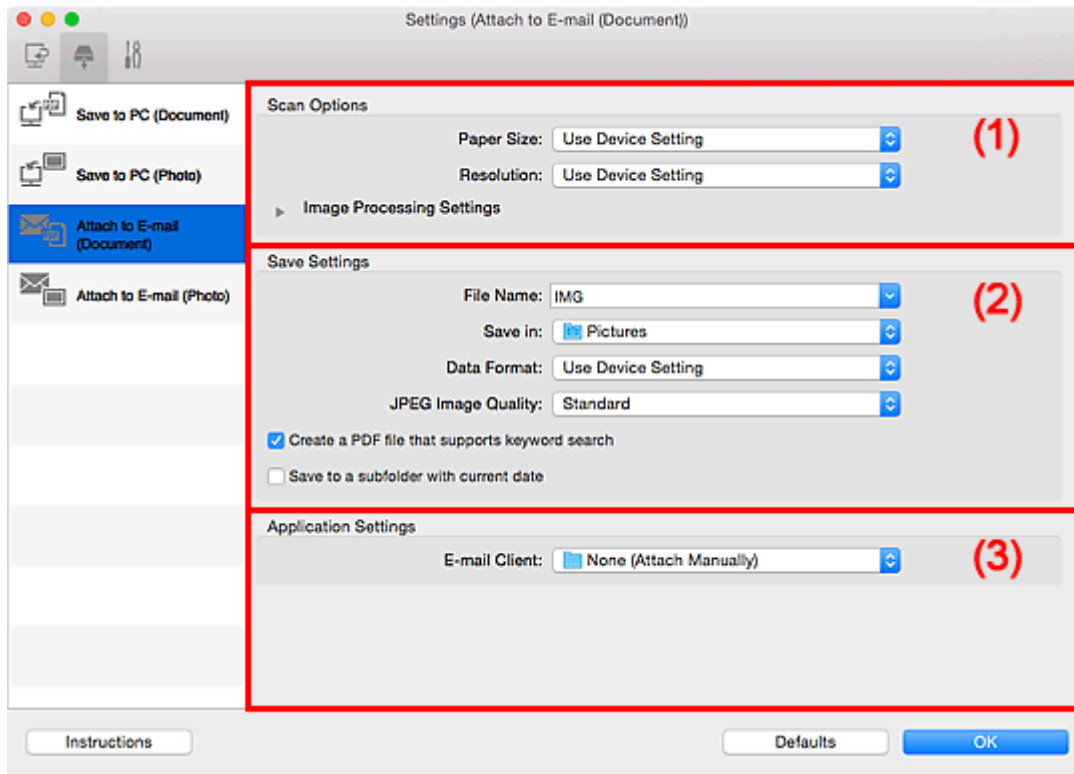 Settings (Attach to E-mail (Document))
Save to PC (Document)
Save to PC (Photo)
Attach to E-mail
(Document)
Attach to E-mail (Photo)
Scan Options
(1)
Paper Size: Use Device Setting
Resolution: Use Device Setting
Image Processing Settings
Save Settings
(2)
File Name: IMG
Save in: Pictures
Data Format: Use Device Setting
JPEG Image Quality: Standard
Create a PDF file that supports keyword search
Save to a subfolder with current date
Application Settings
(3)
E-mail Client: None (Attach Manually)
Instructions
Defaults
OK